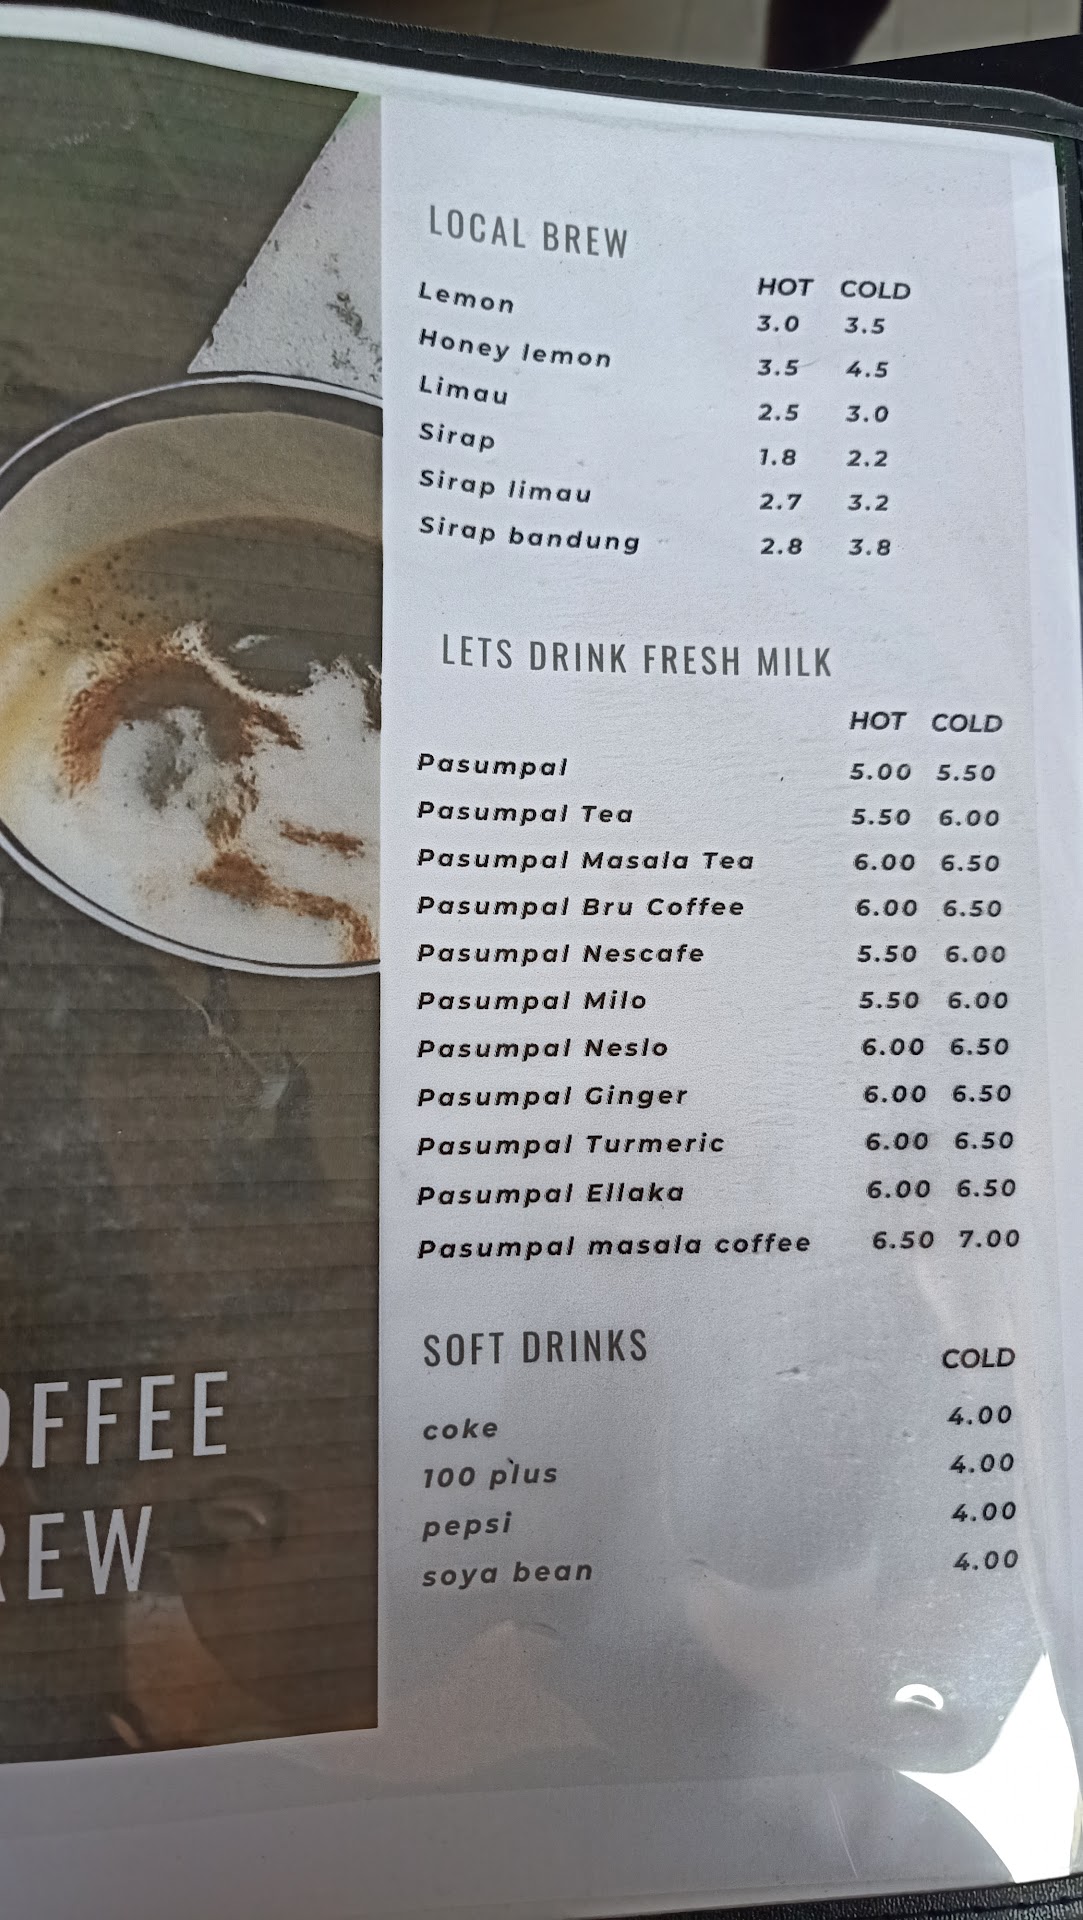 LOCAL BREW
HOT COLD
Lemon 3.0 3.5
Honey lemon 3.5 4.5
Limau 2.5 3.0
Sirap 1.8 2.2
Sirap limau 2.7 3.2
Sirap bandung 2.8 3.8
LETS DRINK FRESH MILK
HOT COLD
Pasumpal 5.00 5.50
Pasumpal Tea 5.50 6.00
Pasumpal Masala Tea 6.00 6.50
Pasumpal Bru Coffee 6.00 6.50
Pasumpal Nescafe 5.50 6.00
Pasumpal Milo 5.50 6.00
Pasumpal Neslo 6.00 6.50
Pasumpal Ginger 6.00 6.50
Pasumpal Turmeric 6.00 6.50
Pasumpal Ellaka 6.00 6.50
Pasumpal masala coffee 6.50 7.00
SOFT DRINKS
COLD
coke 4.00
100 plus 4.00
pepsi 4.00
soya bean 4.00
OFFEE
REW